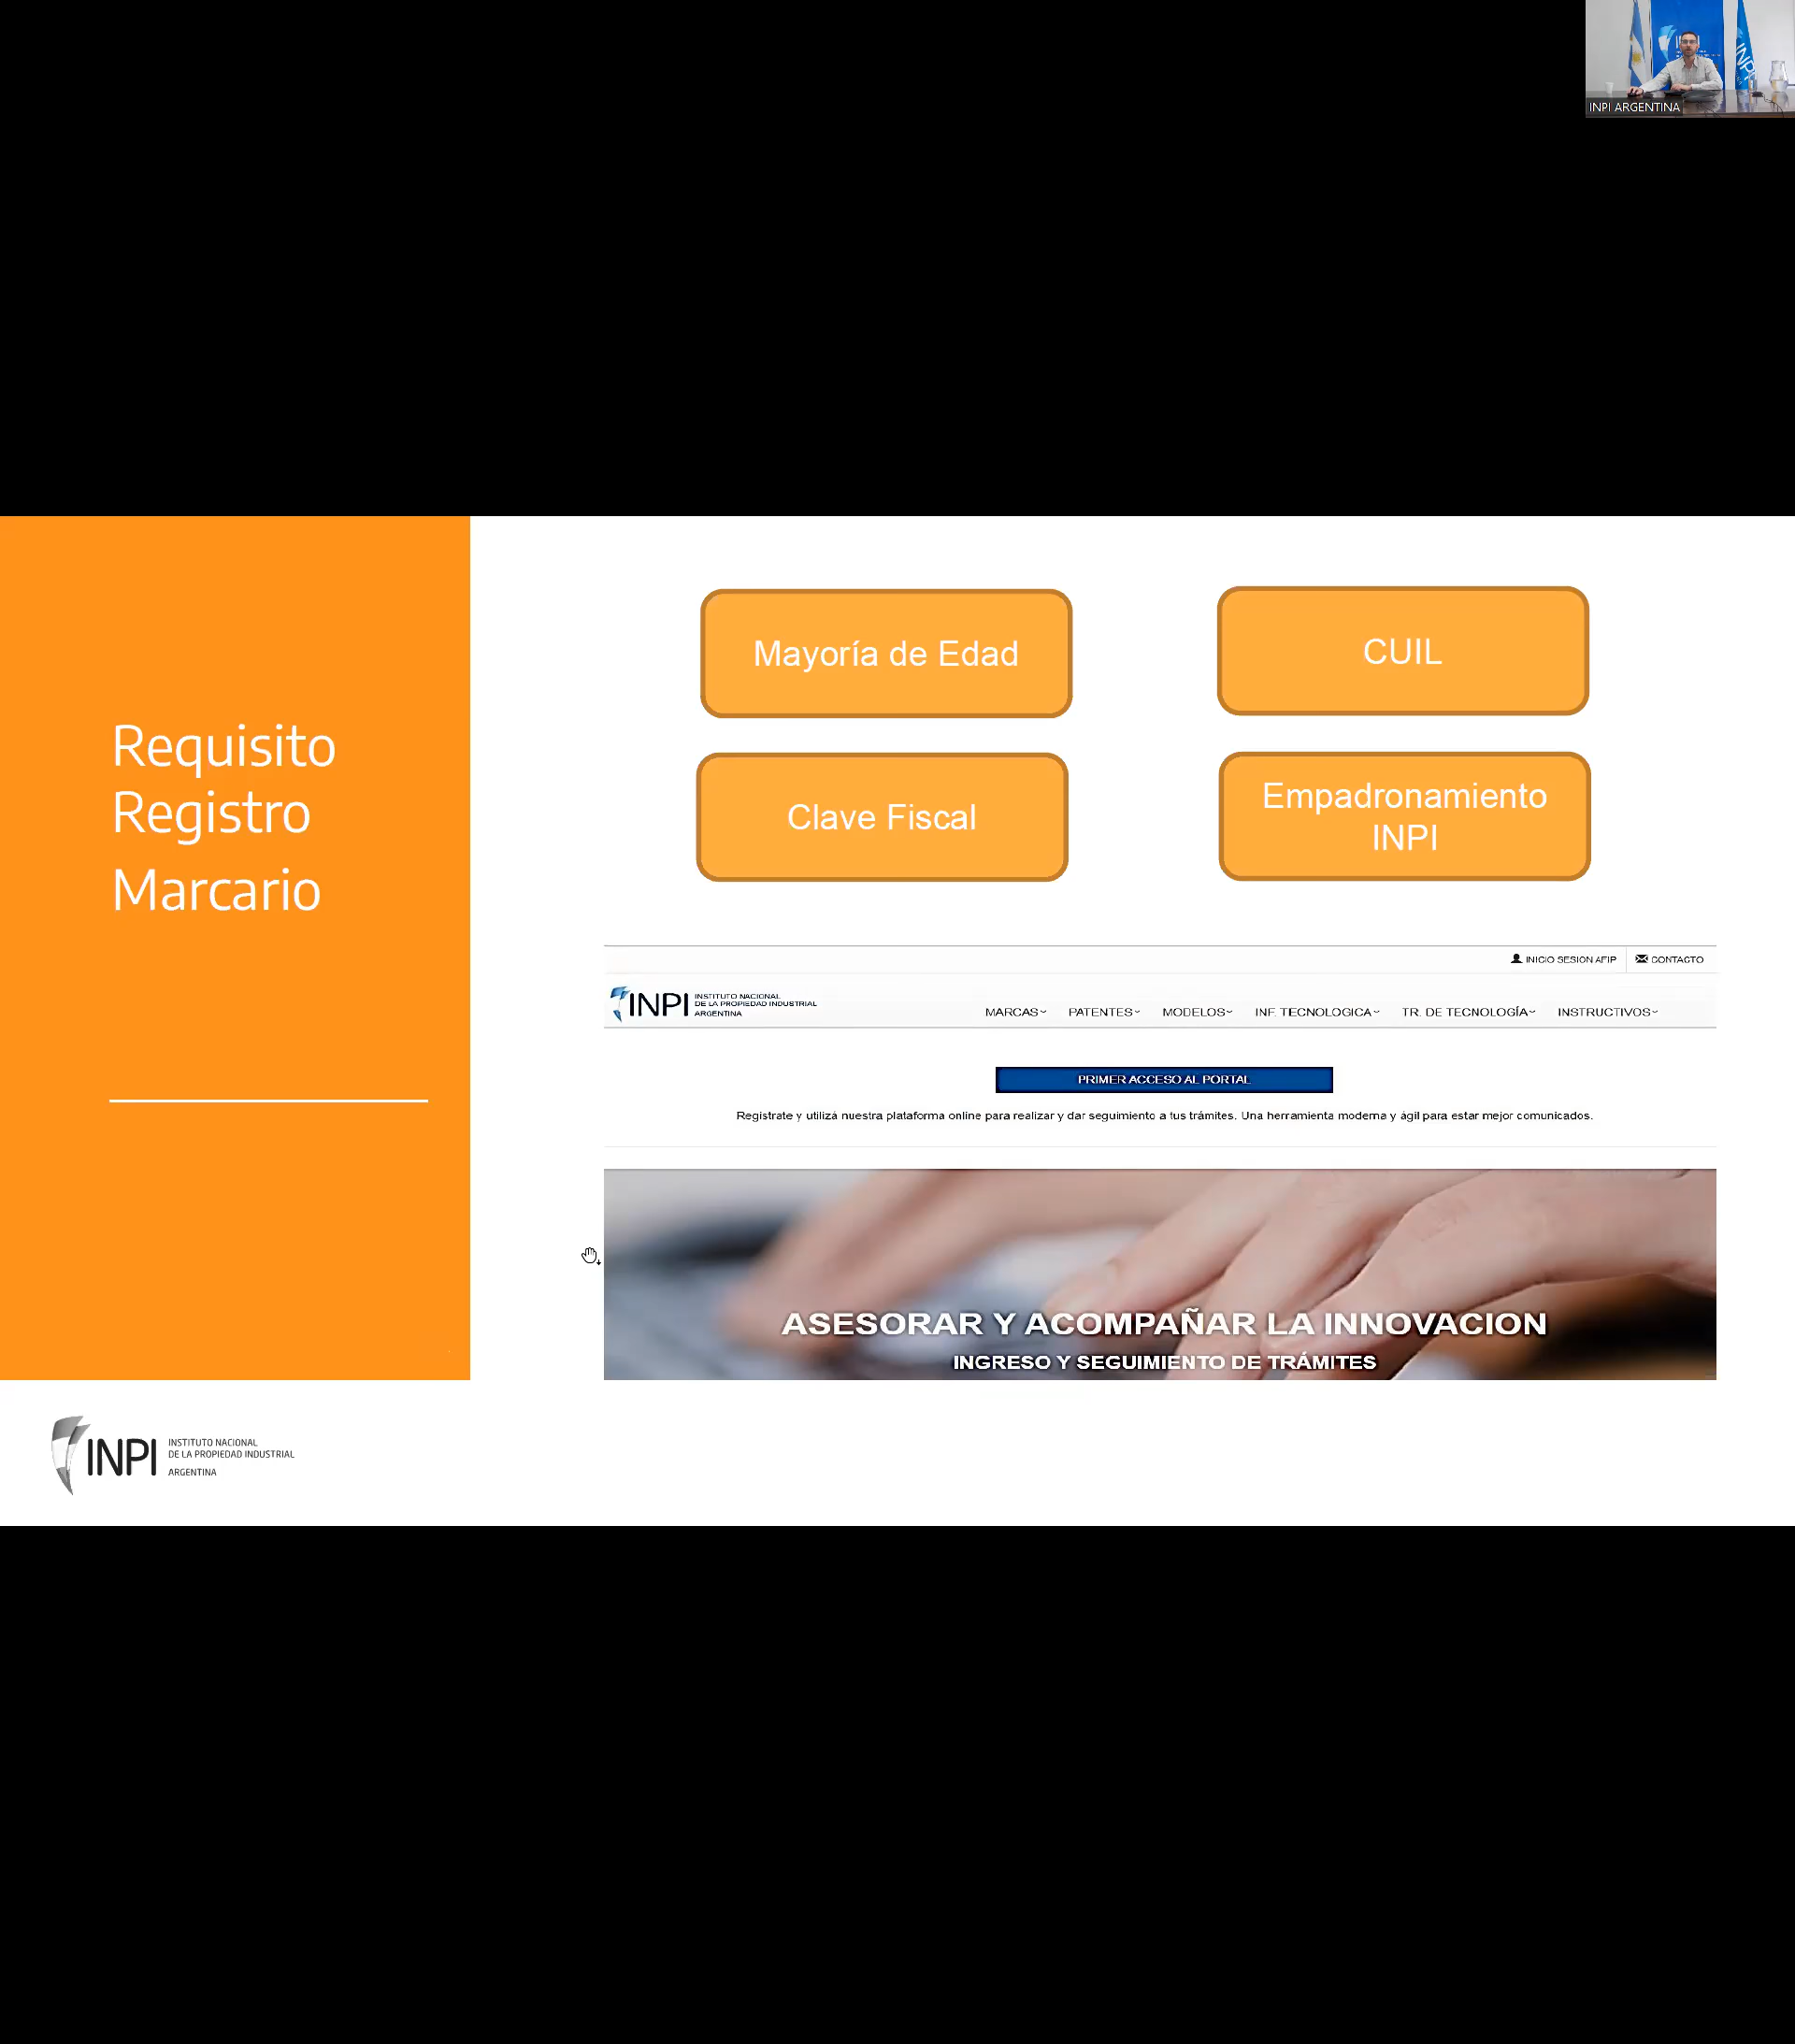 INPI
INPI
INPI ARGENTINA
Requisito
Registro
Marcario
Mayoría de Edad
CUIL
Clave Fiscal
Empadronamiento
INPI
INICIO SESION AFIP
CONTACTO
INPI
INSTITUTO NACIONAL
DE LA PROPIEDAD INDUSTRIAL
ARGENTINA
MARCAS PATENTES MODELOS INF. TECNOLOGICA TR. DE TECNOLOGÍA INSTRUCTIVOS
PRIMER ACCESO AL PORTAL
Registrate y utilizá nuestra plataforma online para realizar y dar seguimiento a tus trámites. Una herramienta moderna y ágil para estar mejor comunicados.
ASESORAR Y ACOMPAÑAR LA INNOVACION
INGRESO Y SEGUIMIENTO DE TRÁMITES
INPI
INSTITUTO NACIONAL
DE LA PROPIEDAD INDUSTRIAL
ARGENTINA